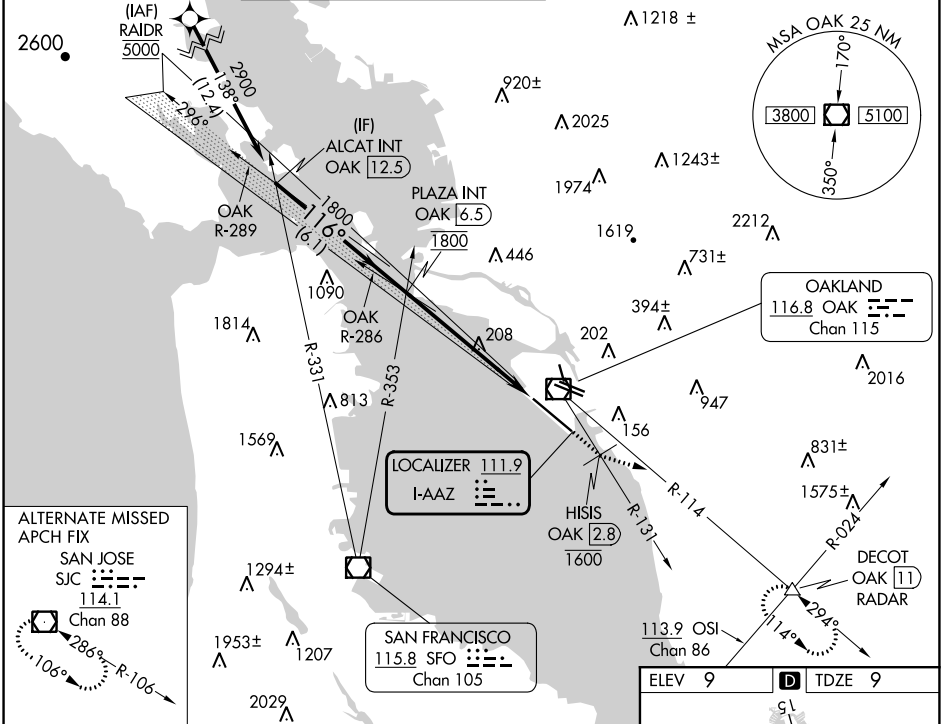 (IAF)
RAIDR
5000
2600
2900
138°
(12.4)
296°
(IF)
ALCAT INT
OAK 12.5
OAK
R-289
1800
116°
(6.1)
PLAZA INT
OAK 6.5
1800
OAK
R-286
1218 ±
920±
2025
1243±
1974
1619
2212
731±
446
394±
202
208
1090
1814
813
1569
156
947
2016
831±
1575±
MSA OAK 25 NM
170°
3800
5100
350°
OAKLAND
116.8 OAK
Chan 115
R-331
R-353
LOCALIZER 111.9
I-AAZ
HISIS
OAK 2.8
1600
R-131
R-114
R-024
DECOT
OAK 11
RADAR
294°
114°
113.9 OSI
Chan 86
ALTERNATE MISSED
APCH FIX
SAN JOSE
SJC
114.1
Chan 88
286°
R-106
106°
1294±
1953±
1207
2029
SAN FRANCISCO
115.8 SFO
Chan 105
ELEV 9
D
TDZE 9
15